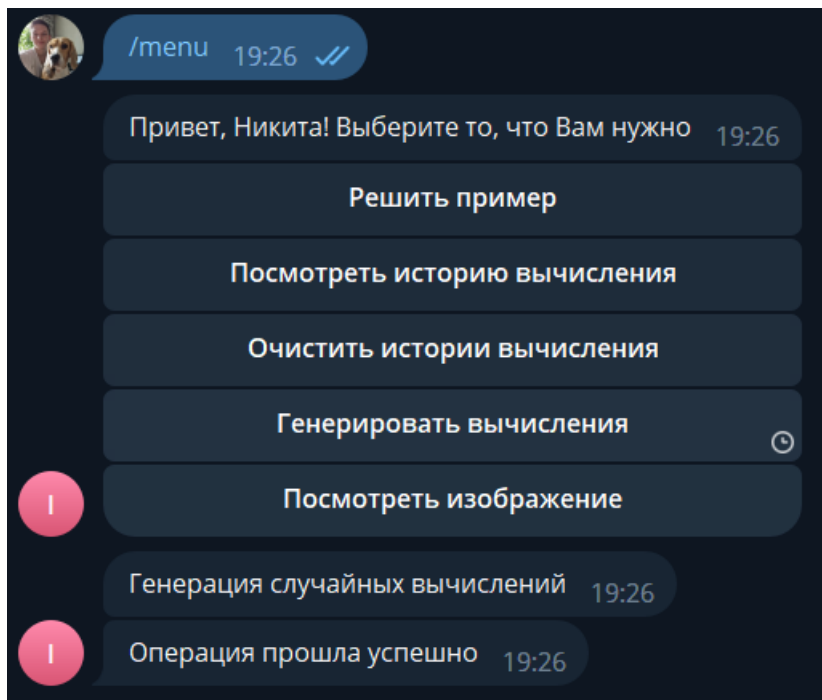 /menu 19:26
Привет, Никита! Выберите то, что Вам нужно 19:26
Решить пример
Посмотреть историю вычисления
Очистить истории вычисления
Генерировать вычисления
Посмотреть изображение
I
Генерация случайных вычислений 19:26
Операция прошла успешно 19:26
I